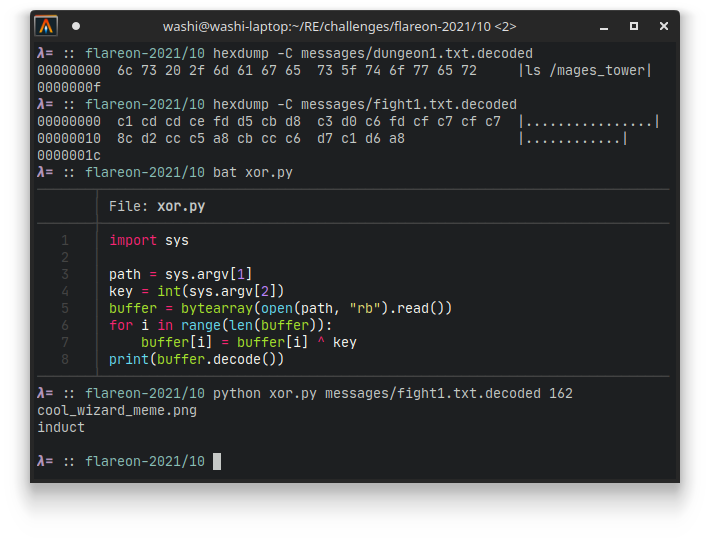 washi@washi-laptop:~/RE/challenges/flareon-2021/10 <2>
λ= :: flareon-2021/10 hexdump -C messages/dungeon1.txt.decoded
00000000  6c 73 20 2f 6d 61 67 65  73 5f 74 6f 77 65 72     |ls /mages_tower|
0000000f
λ= :: flareon-2021/10 hexdump -C messages/fight1.txt.decoded
00000000  c1 cd cd ce fd d5 cb d8  c3 d0 c6 fd cf c7 cf c7  |................|
00000010  8c d2 cc c5 a8 cb cc c6  d7 c1 d6 a8              |............|
0000001c
λ= :: flareon-2021/10 bat xor.py
File: xor.py
1 import sys
2
3 path = sys.argv[1]
4 key = int(sys.argv[2])
5 buffer = bytearray(open(path, "rb").read())
6 for i in range(len(buffer)):
7     buffer[i] = buffer[i] ^ key
8 print(buffer.decode())
λ= :: flareon-2021/10 python xor.py messages/fight1.txt.decoded 162
cool_wizard_meme.png
induct
λ= :: flareon-2021/10